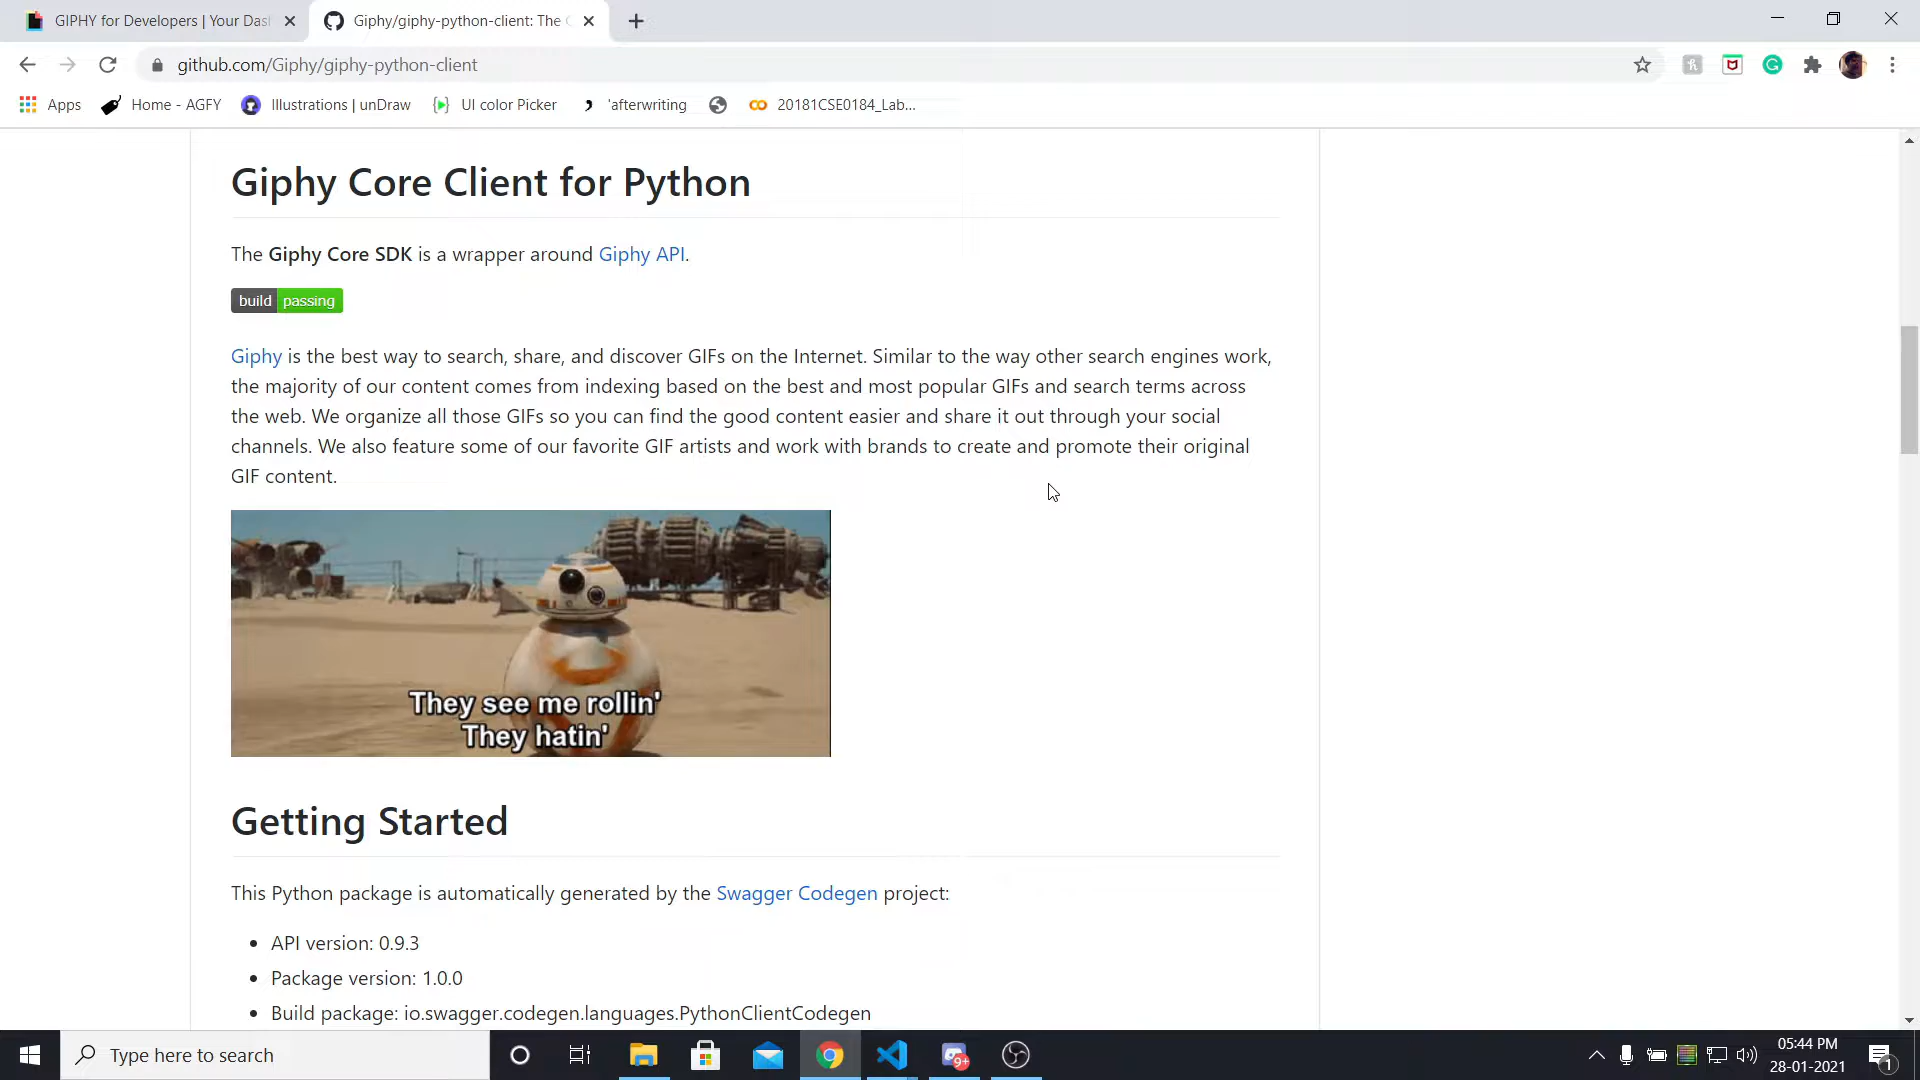 GIPHY for Developers | Your Das
Giphy/giphy-python-client: The
github.com/Giphy/giphy-python-client
Apps
Home - AGFY
Illustrations | unDraw
UI color Picker
'afterwriting
20181CSE0184_Lab...
Giphy Core Client for Python
The Giphy Core SDK is a wrapper around Giphy API.
build passing
Giphy is the best way to search, share, and discover GIFs on the Internet. Similar to the way other search engines work,
the majority of our content comes from indexing based on the best and most popular GIFs and search terms across
the web. We organize all those GIFs so you can find the good content easier and share it out through your social
channels. We also feature some of our favorite GIF artists and work with brands to create and promote their original
GIF content.
They see me rollin'
They hatin'
Getting Started
This Python package is automatically generated by the Swagger Codegen project:
• API version: 0.9.3
• Package version: 1.0.0
• Build package: io.swagger.codegen.languages.PythonClientCodegen
Type here to search
9+
05:44 PM
28-01-2021
1